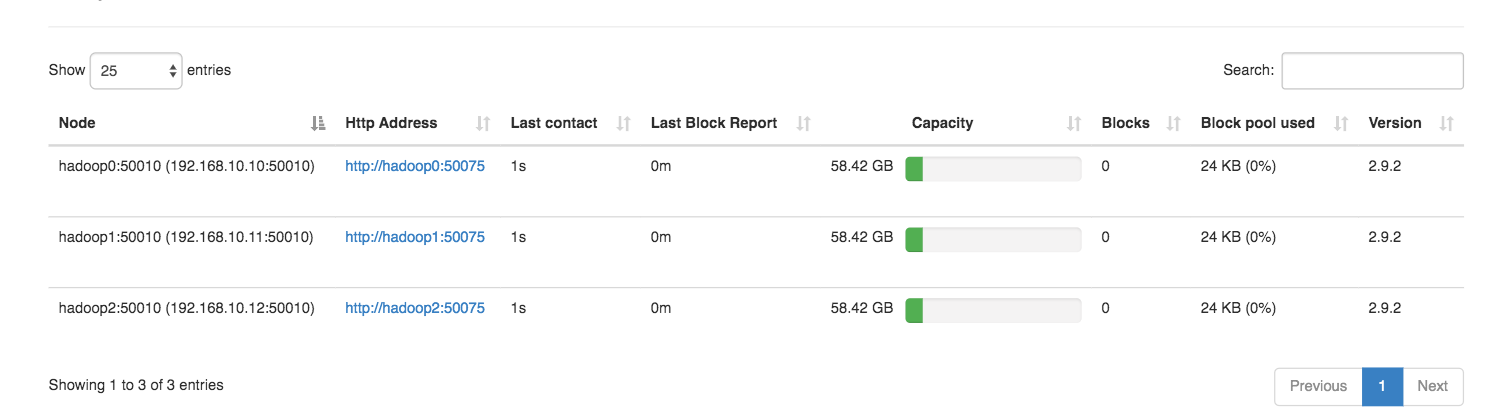 Show 25 entries Search:
Node Http Address Last contact Last Block Report Capacity Blocks Block pool used Version
hadoop0:50010 (192.168.10.10:50010) http://hadoop0:50075 1s 0m 58.42 GB 0 24 KB (0%) 2.9.2
hadoop1:50010 (192.168.10.11:50010) http://hadoop1:50075 1s 0m 58.42 GB 0 24 KB (0%) 2.9.2
hadoop2:50010 (192.168.10.12:50010) http://hadoop2:50075 1s 0m 58.42 GB 0 24 KB (0%) 2.9.2
Showing 1 to 3 of 3 entries Previous 1 Next